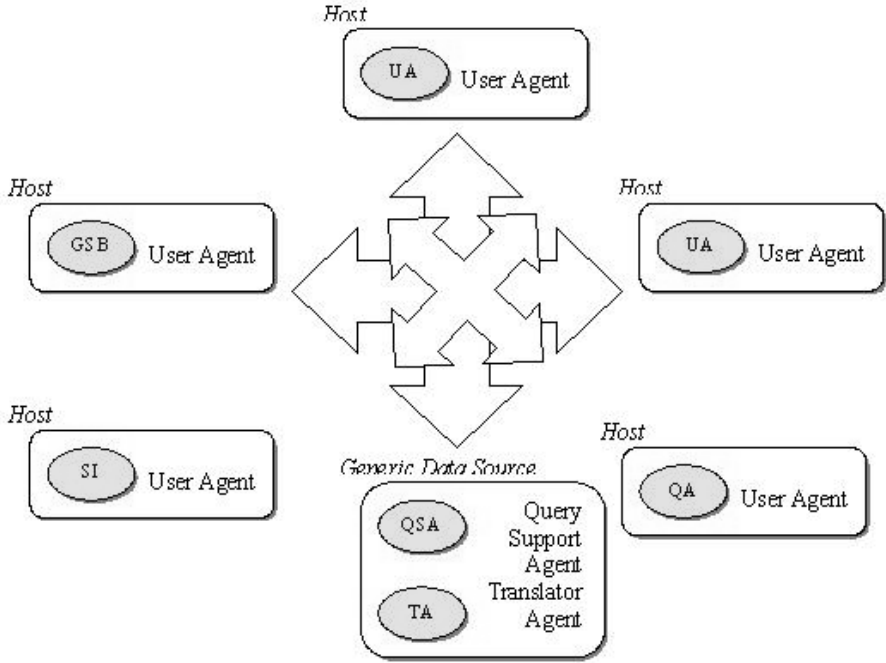 Host
UA User Agent
Host
GSB User Agent
Host
UA User Agent
Host
SI User Agent
Generic Data Source
QSA Query
Support
Agent
TA Translator
Agent
Host
QA User Agent